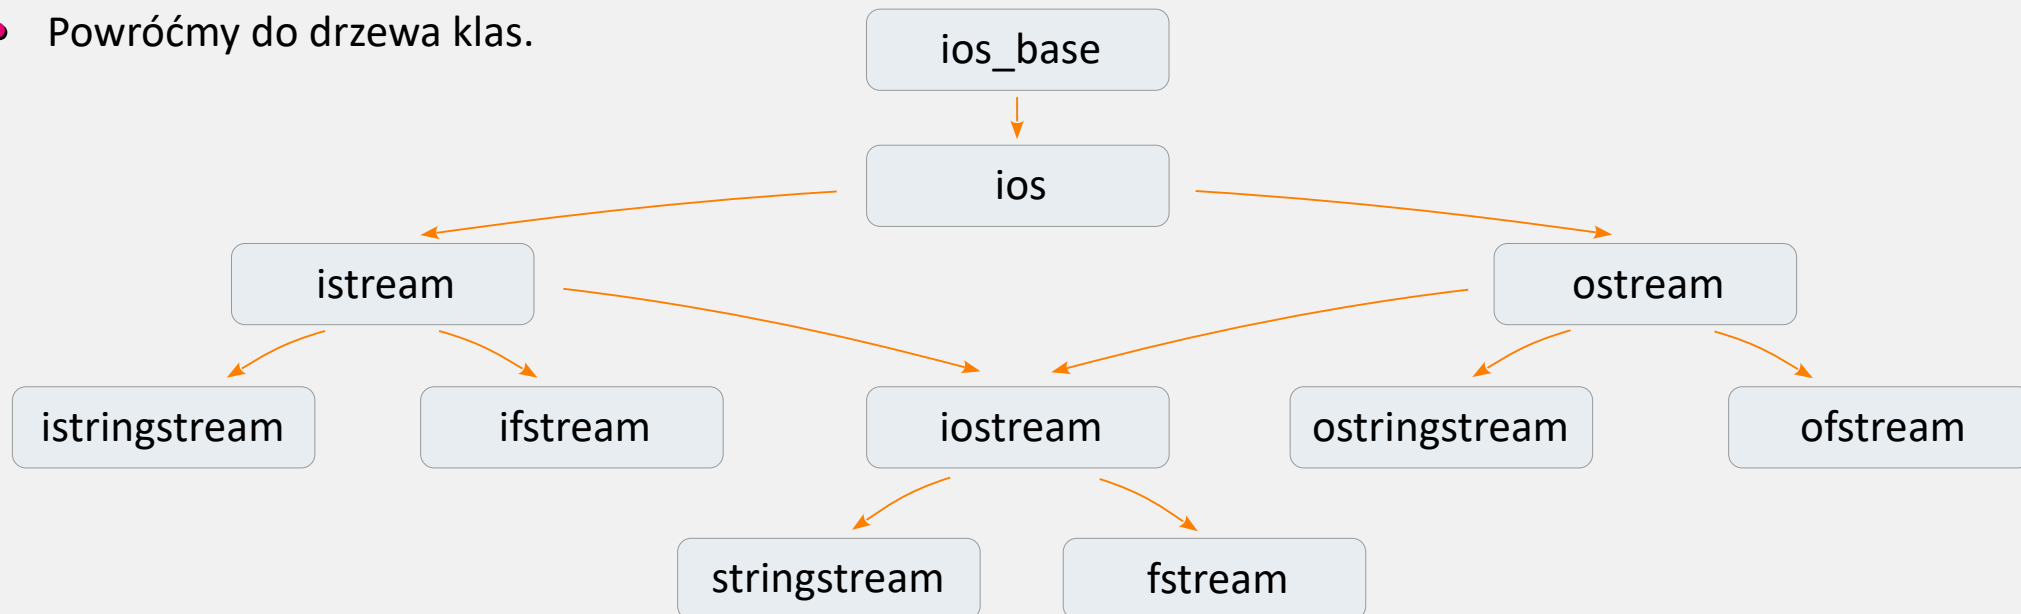 Powróćmy do drzewa klas.
ios_base
ios
istream
ostream
istringstream
ifstream
iostream
ostringstream
ofstream
stringstream
fstream